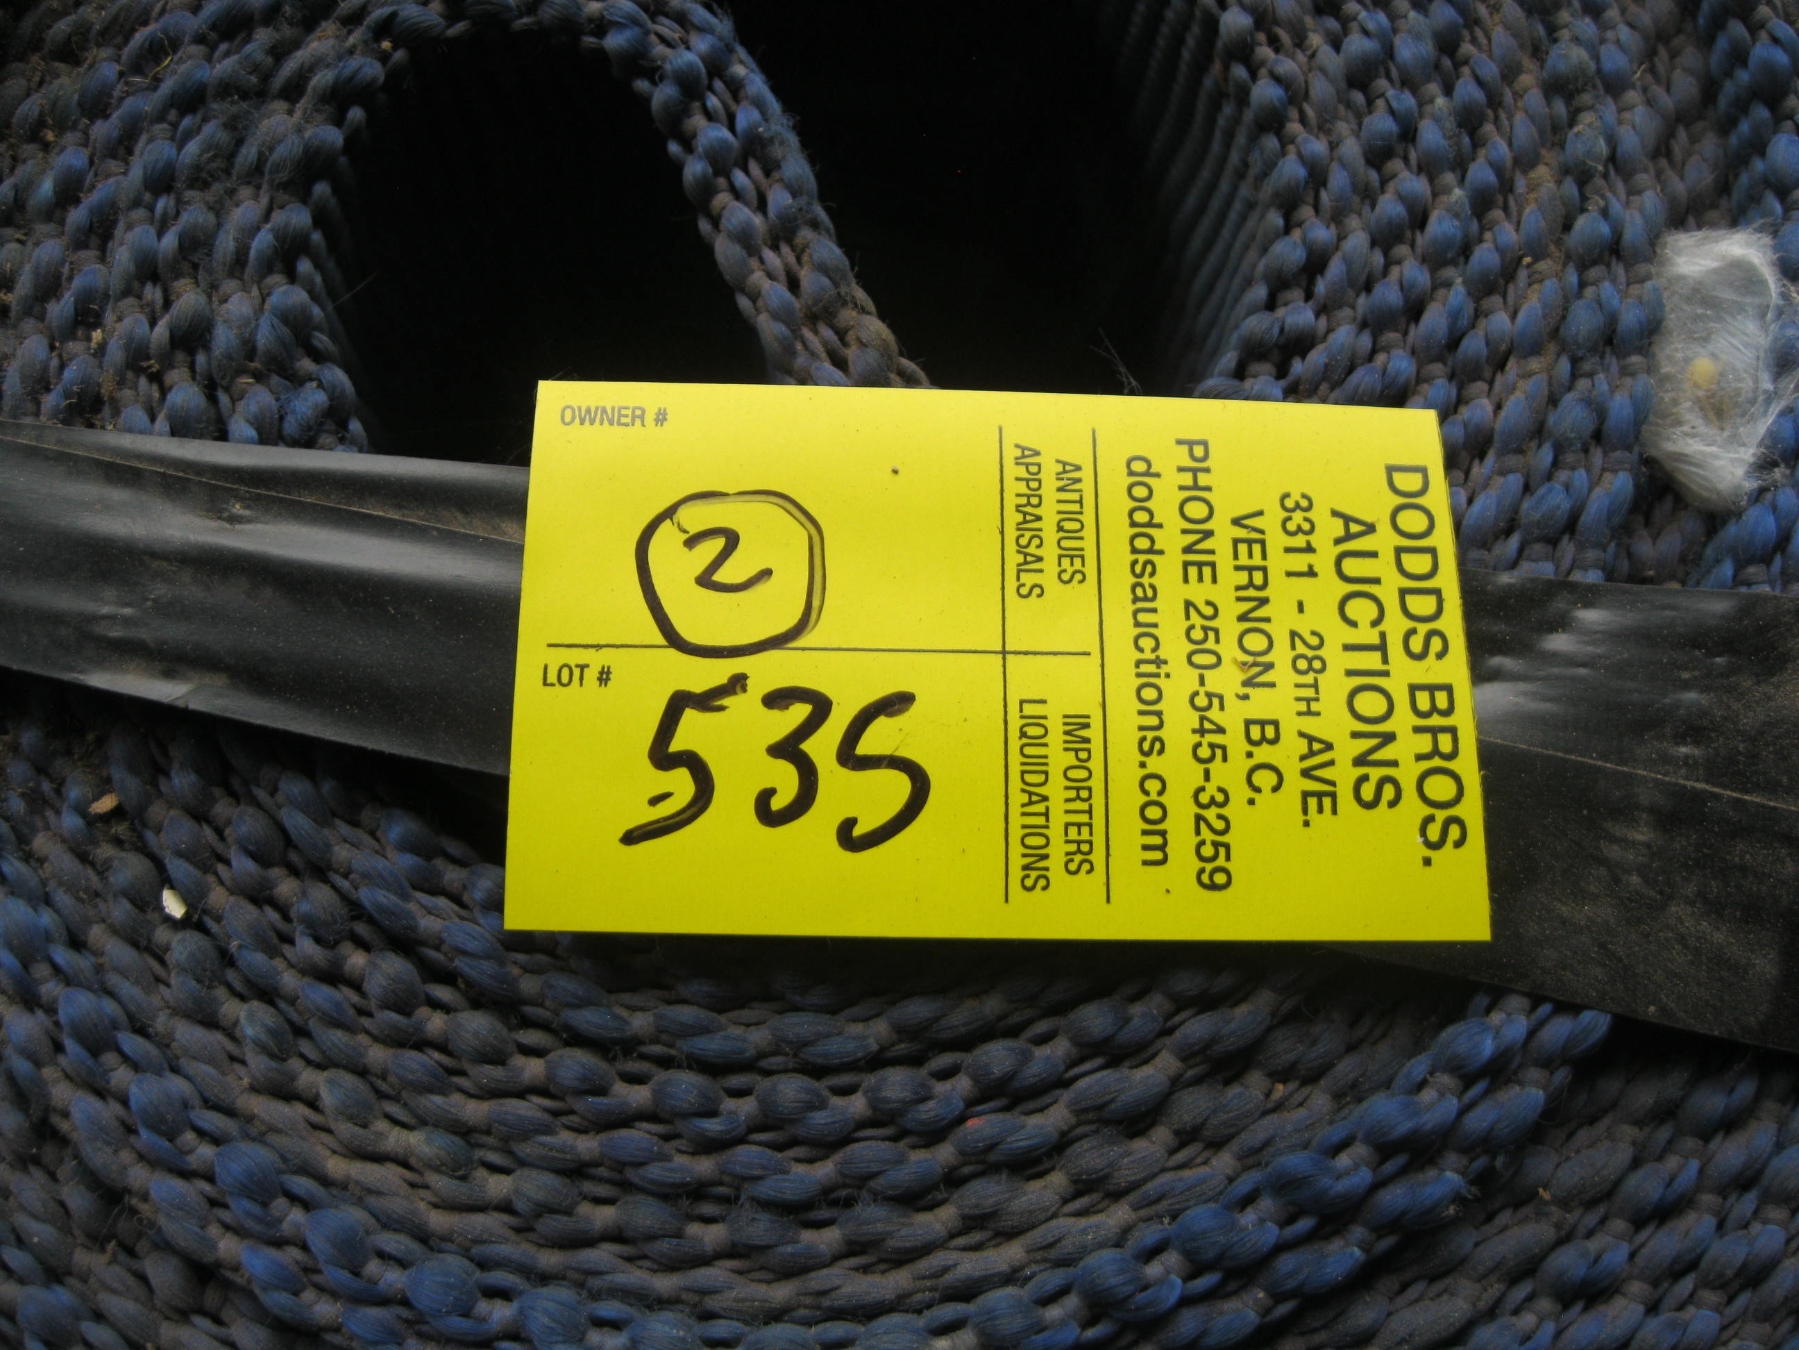 DODDS BROS.
AUCTIONS
3311 - 28TH AVE.
VERNON, B.C.
PHONE 250-545-3259
doddsauctions.com
ANTIQUES
APPRAISALS
IMPORTERS
LIQUIDATIONS
OWNER #
2
LOT #
535